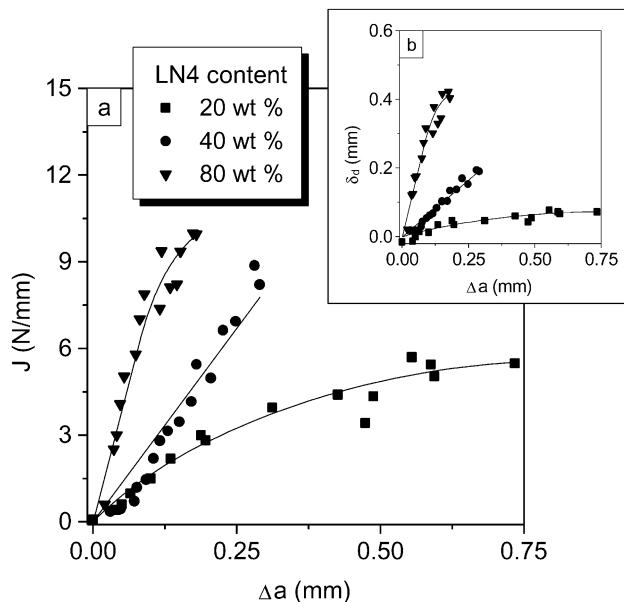 LN4 content
20 wt %
40 wt %
80 wt %
a
15
12
9
6
3
0
J (N/mm)
0.00 0.25 0.50 0.75
Δa (mm)
b
0.6
0.4
0.2
0.0
δd (mm)
0.00 0.25 0.50 0.75
Δa (mm)